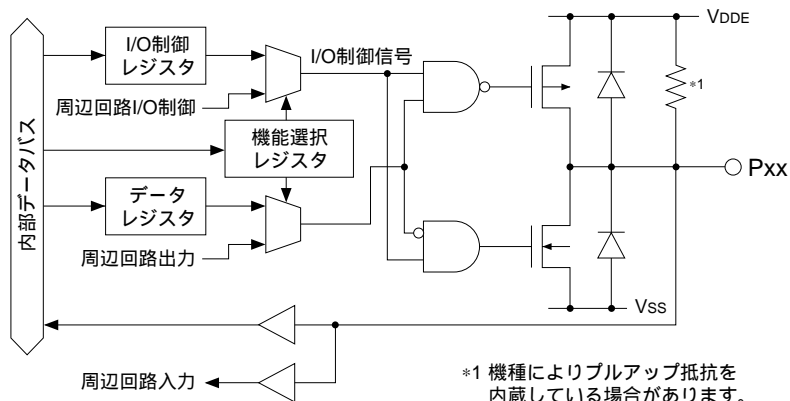 VDDE
I/O制御
レジスタ
I/O制御信号
*1
周辺回路I/O制御
機能選択
レジスタ
内部データバス
Pxx
データ
レジスタ
周辺回路出力
VSS
周辺回路入力
*1 機種によりプルアップ抵抗を
内蔵している場合があります。